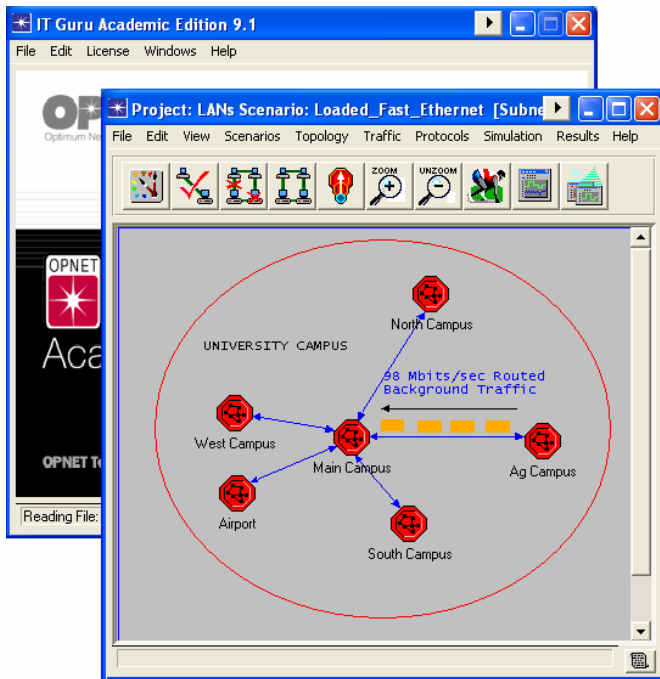 IT Guru Academic Edition 9.1
File Edit License Windows Help
Optimum Ne
Project: LANs Scenario: Loaded_Fast_Ethernet [Subne
File Edit View Scenarios Topology Traffic Protocols Simulation Results Help
ZOOM
UNZOOM
OPNET
Aca
OPNET Te
Reading File:
North Campus
UNIVERSITY CAMPUS
98 Mbits/sec Routed
Background Traffic
West Campus
Main Campus
Ag Campus
Airport
South Campus